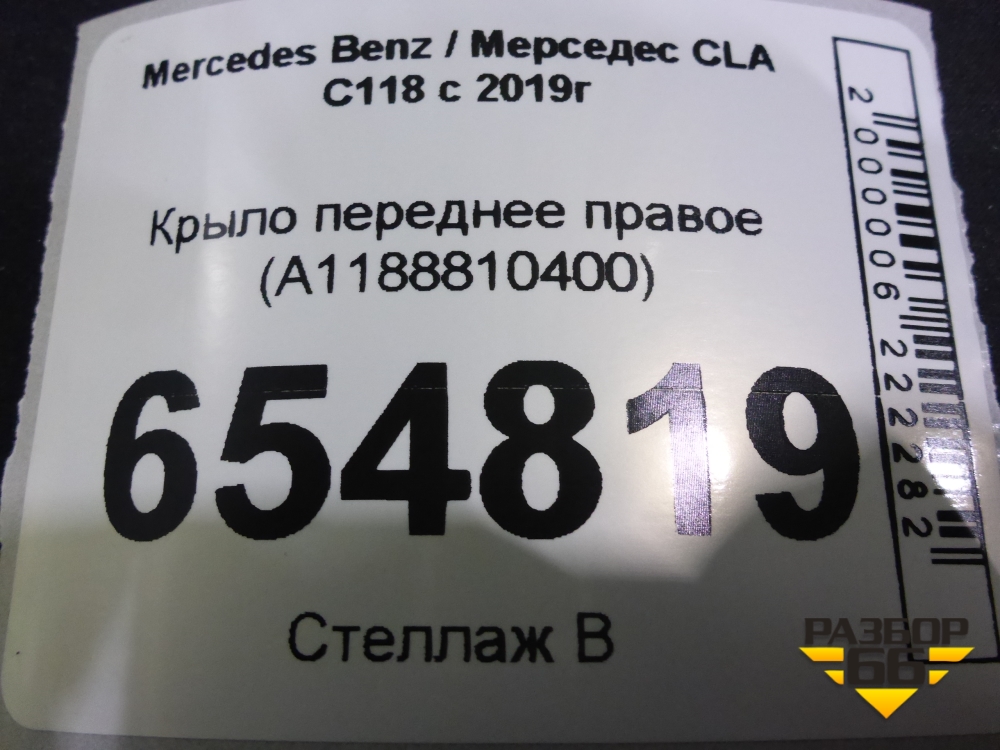 Mercedes Benz / Мерседес CLA
C118 с 2019г
Крыло переднее правое
(A1188810400)
654819
Стеллаж В
2000006222282
РАЗБОР
66